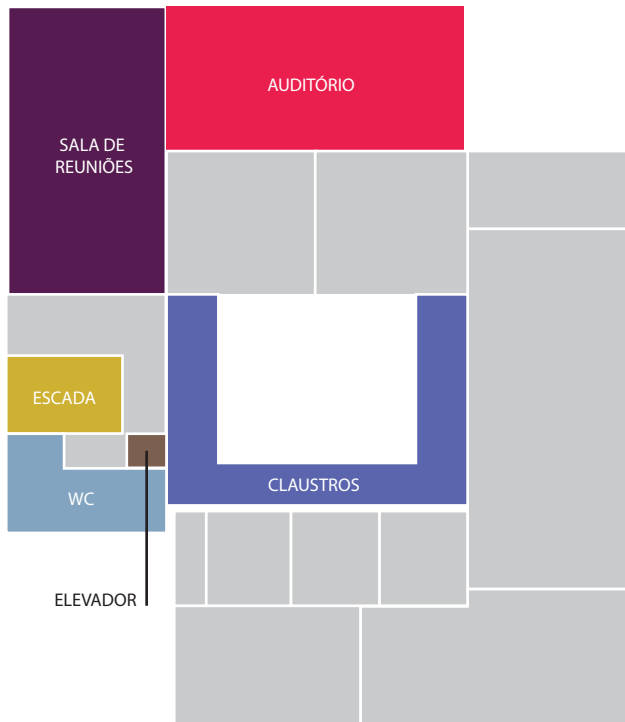 AUDITÓRIO
SALA DE
REUNIÕES
ESCADA
CLAUSTROS
WC
ELEVADOR